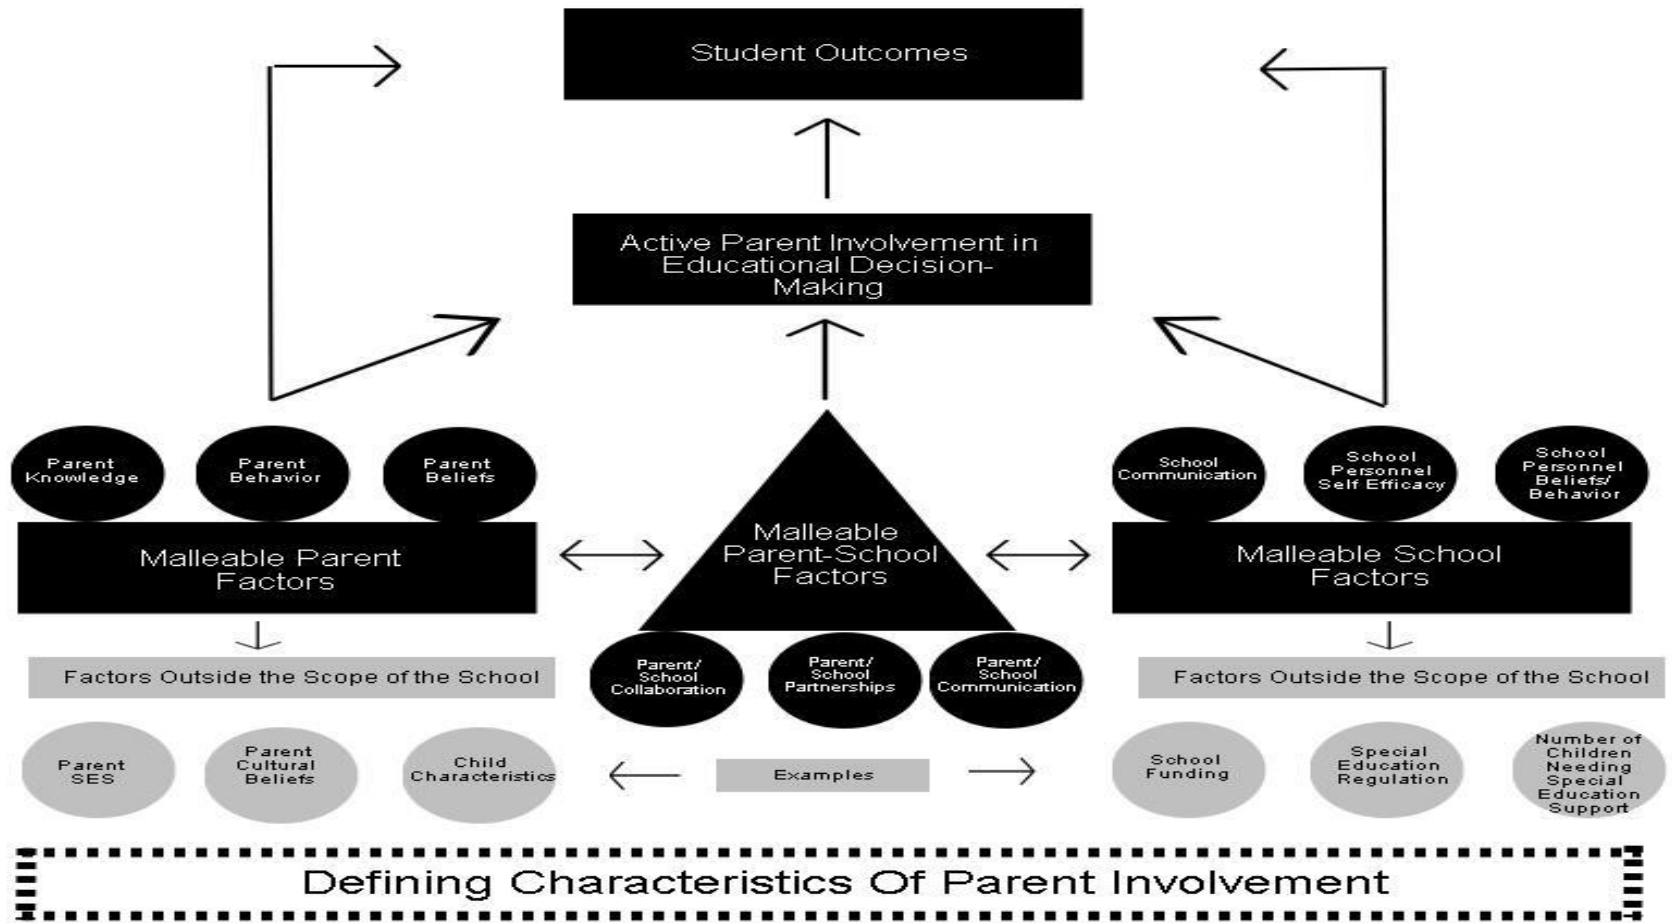 Student Outcomes
Active Parent Involvement in
Educational Decision-
Making
Parent
Knowledge
Parent
Behavior
Parent
Beliefs
School
Communication
School
Personnel
Self Efficacy
School
Personnel
Beliefs/
Behavior
Malleable Parent
Factors
Malleable
Parent-School
Factors
Malleable School
Factors
Factors Outside the Scope of the School
Parent/
School
Collaboration
Parent/
School
Partnerships
Parent/
School
Communication
Factors Outside the Scope of the School
Parent
SES
Parent
Cultural
Beliefs
Child
Characteristics
Examples
School
Funding
Special
Education
Regulation
Number of
Children
Needing
Special
Education
Support
Defining Characteristics Of Parent Involvement